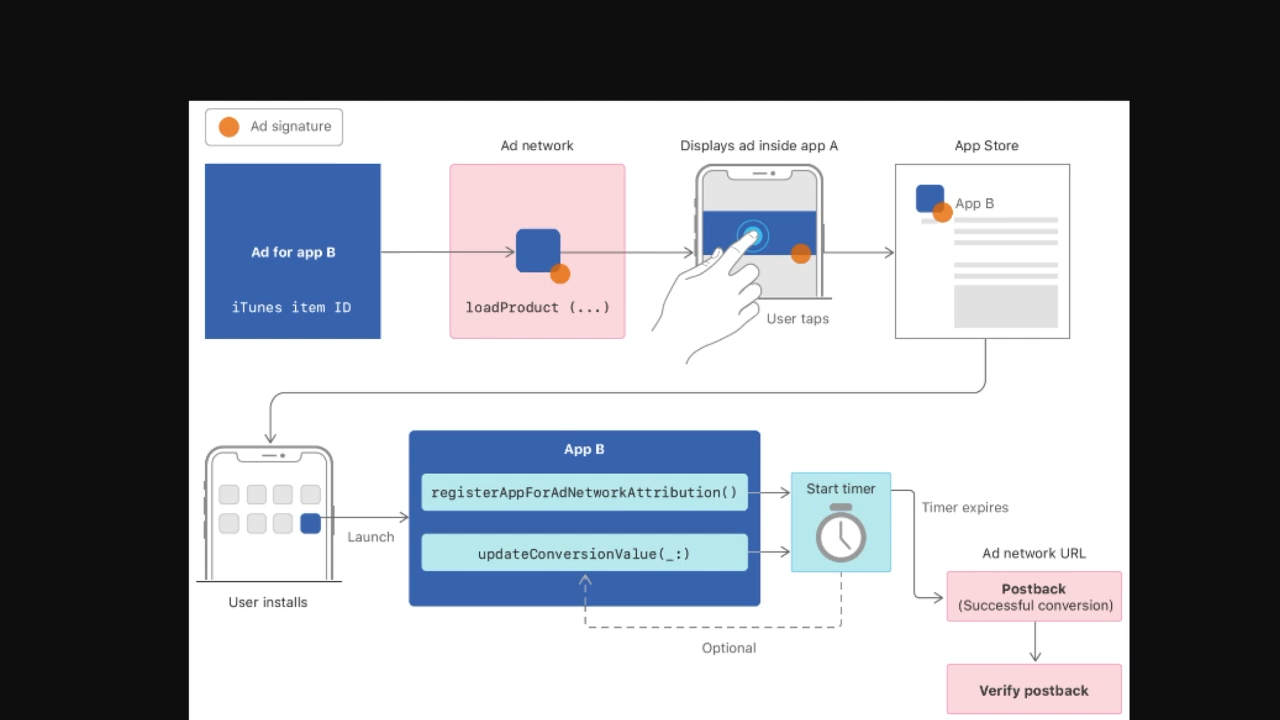 Ad signature
Ad network
Displays ad inside app A
App Store
Ad for app B
iTunes item ID
loadProduct (...)
User taps
App B
User installs
Launch
App B
registerAppForAdNetworkAttribution()
updateConversionValue(_:)
Start timer
Optional
Timer expires
Ad network URL
Postback
(Successful conversion)
Verify postback